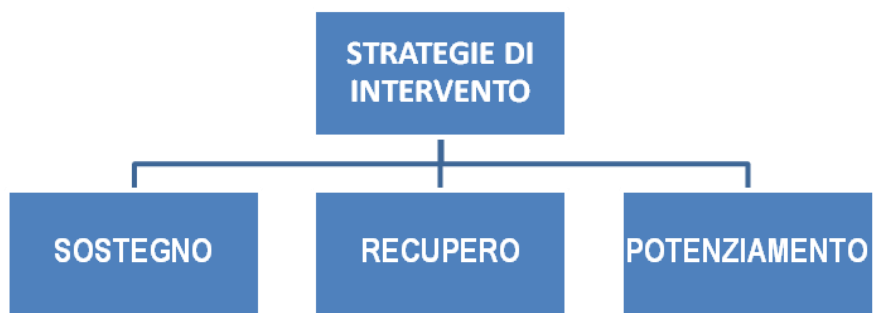 STRATEGIE DI
INTERVENTO
SOSTEGNO
RECUPERO
POTENZIAMENTO